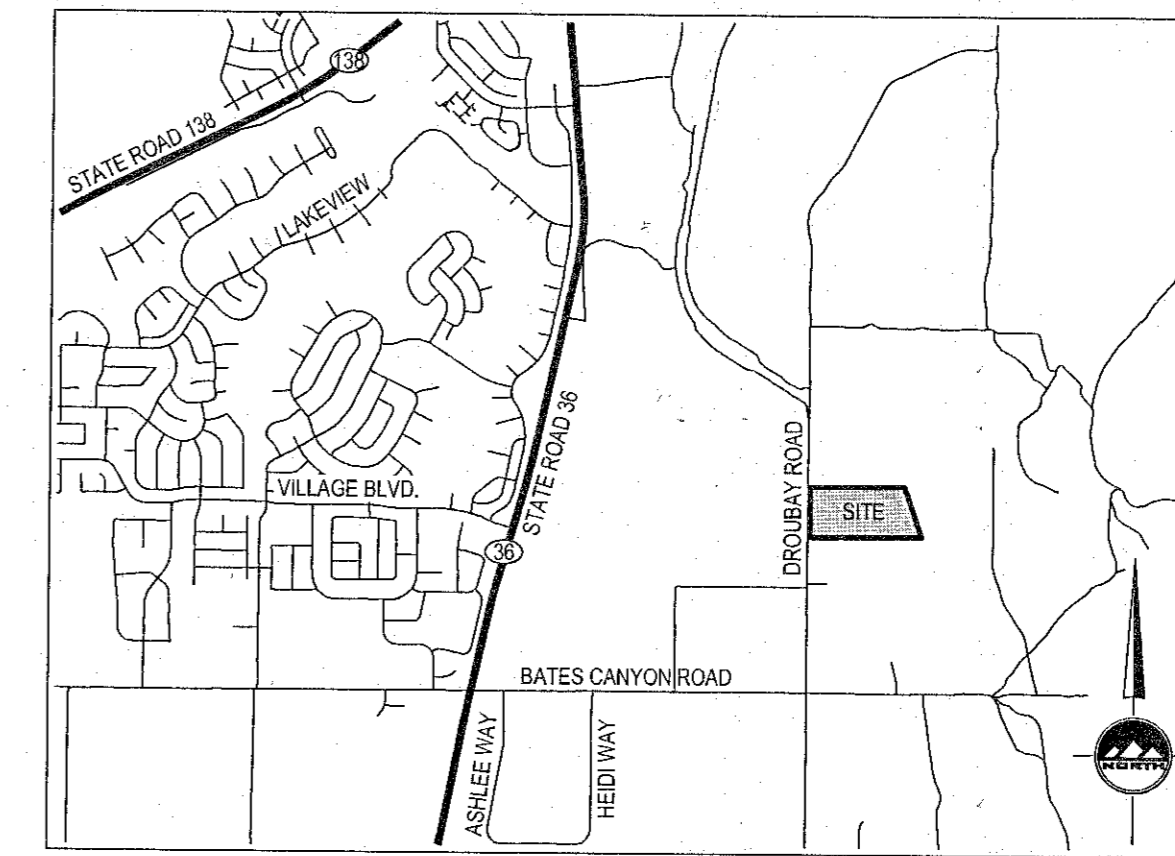 138
STATE ROAD 138
LAKEVIEW
STATE ROAD 36
VILLAGE BLVD.
36
DROUBAY ROAD
SITE
BATES CANYON ROAD
ASHLEE WAY
HEIDI WAY
NORTH